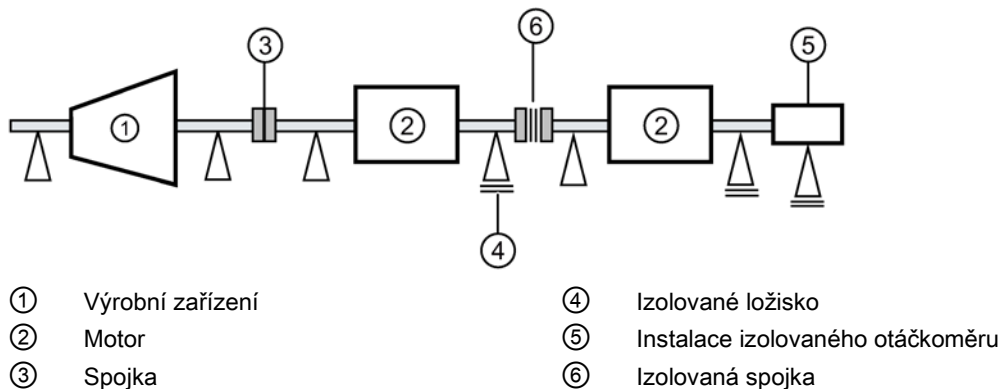 ③
⑥
⑤
①
②
②
④
① Výrobní zařízení
② Motor
③ Spojka
④ Izolované ložisko
⑤ Instalace izolovaného otáčkoměru
⑥ Izolovaná spojka